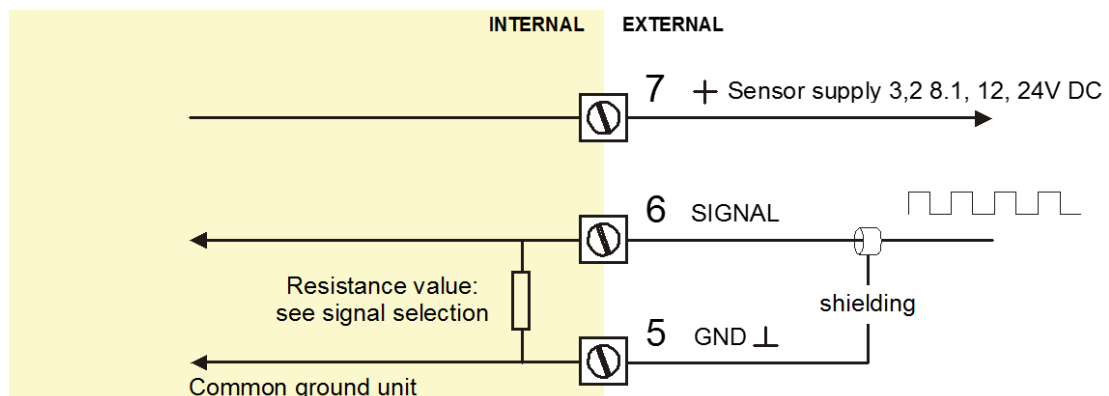 INTERNAL EXTERNAL
7 + Sensor supply 3,2 8.1, 12, 24V DC
6 SIGNAL
Resistance value:
see signal selection
shielding
5 GND ⊥
Common ground unit